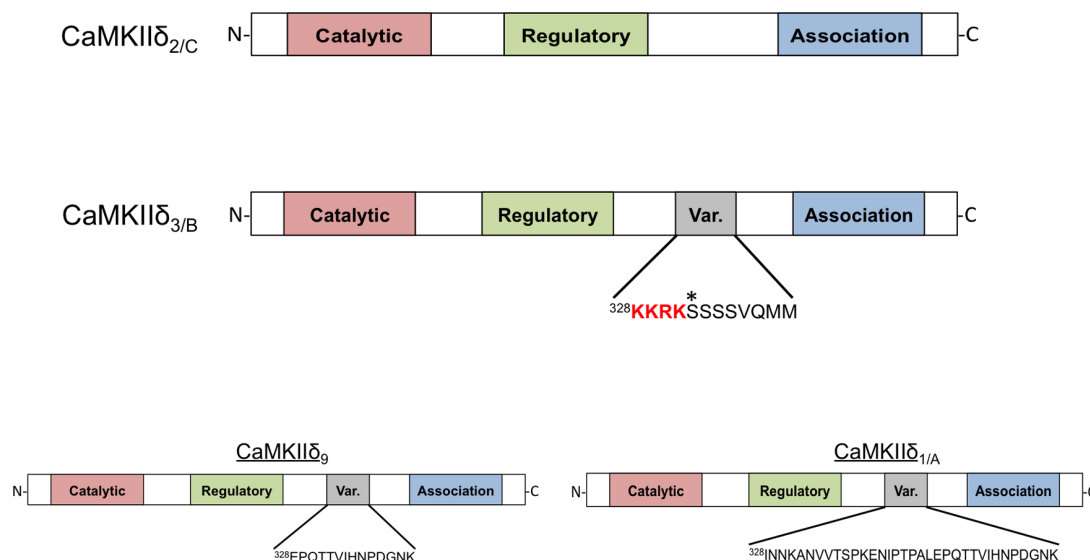 CaMKIIδ2/C N- Catalytic Regulatory Association -C
CaMKIIδ3/B N- Catalytic Regulatory Var. Association -C
*
328KKRKSSSSVQMM
CaMKIIδ9 CaMKIIδ1/A
N- Catalytic Regulatory Var. Association -C N- Catalytic Regulatory Var. Association
328EPQTTVIHNPDGNK 328INNKANVVTSPKENIPTPALEPQTTVIHNPDGNK